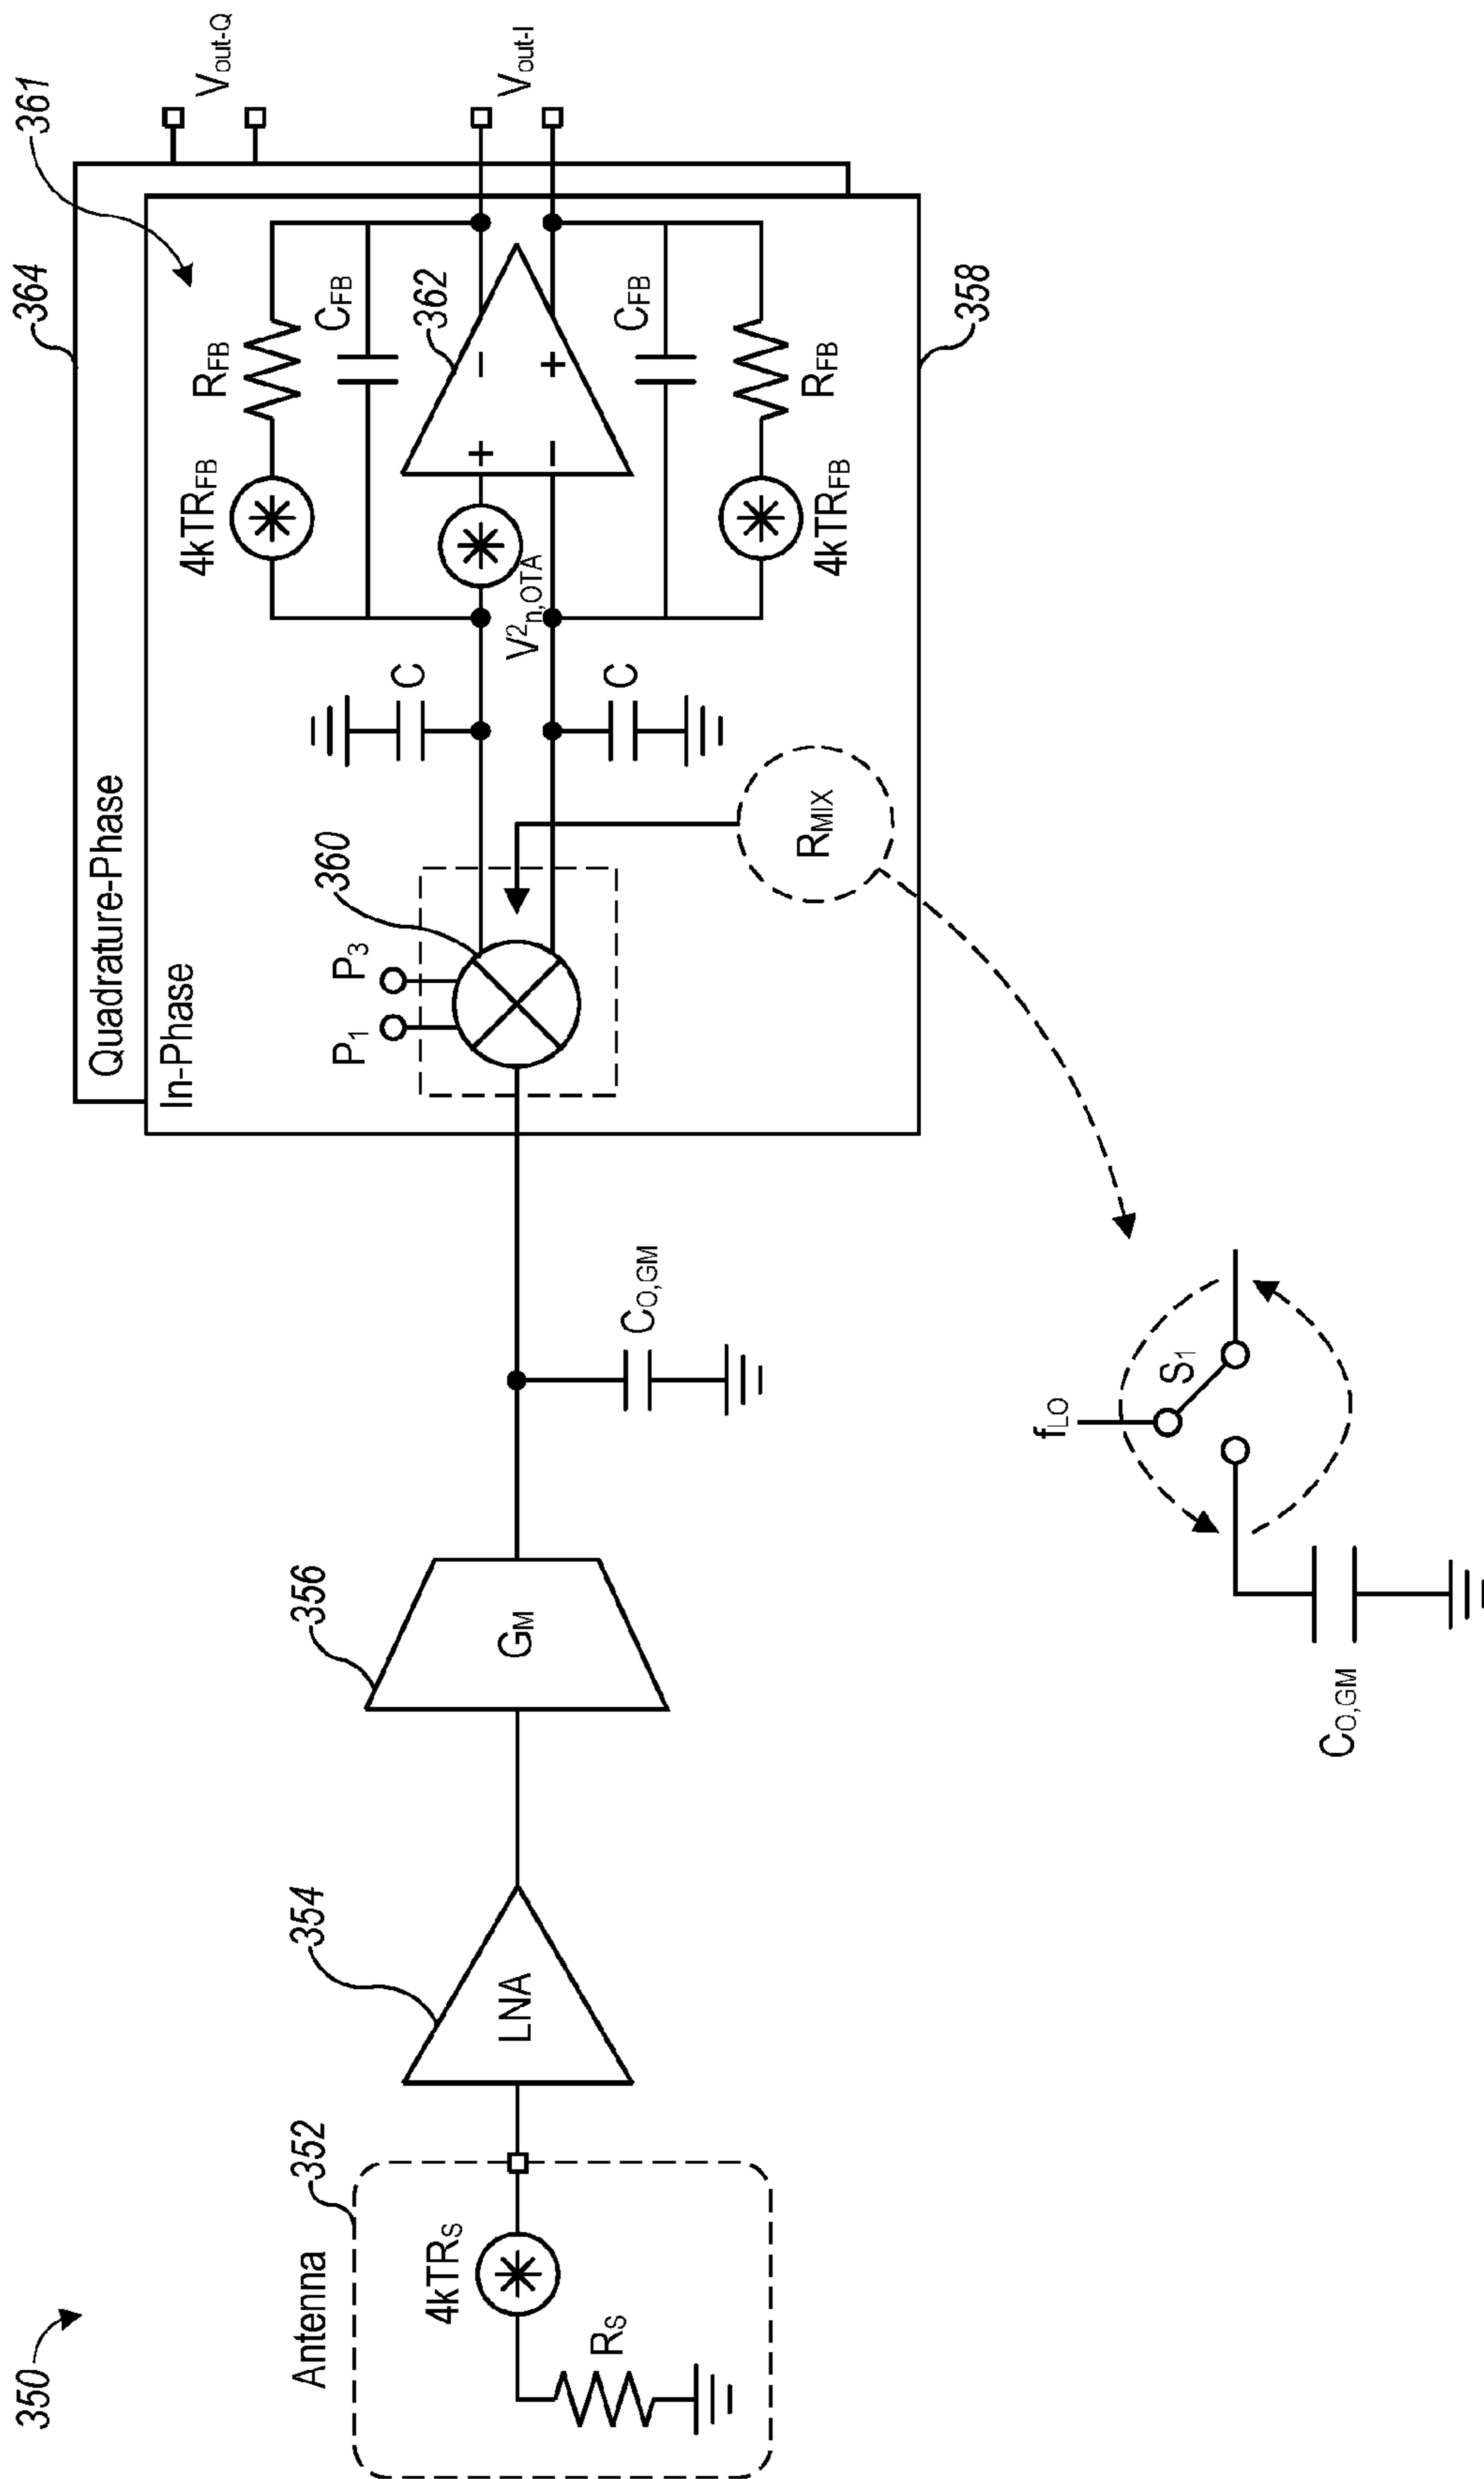 350
Antenna
352
4kTRS
RS
354
LNA
356
GM
CO,GM
364
Quadrature-Phase
In-Phase
360
P1
P3
C
C
RMIX
4kTRFB
RFB
CFB
361
V²n,OTA
+
−
−
+
362
CFB
4kTRFB
RFB
358
Vout-Q
Vout-I
fLO
S1
CO,GM